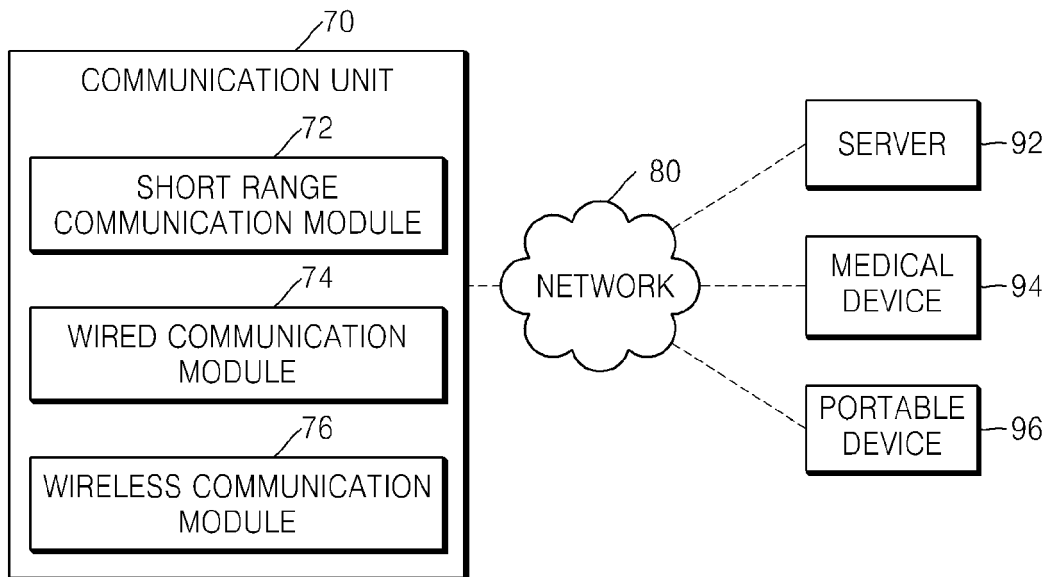 70
COMMUNICATION UNIT
72
SHORT RANGE
COMMUNICATION MODULE
74
WIRED COMMUNICATION
MODULE
76
WIRELESS COMMUNICATION
MODULE
80
NETWORK
SERVER
92
MEDICAL
DEVICE
94
PORTABLE
DEVICE
96